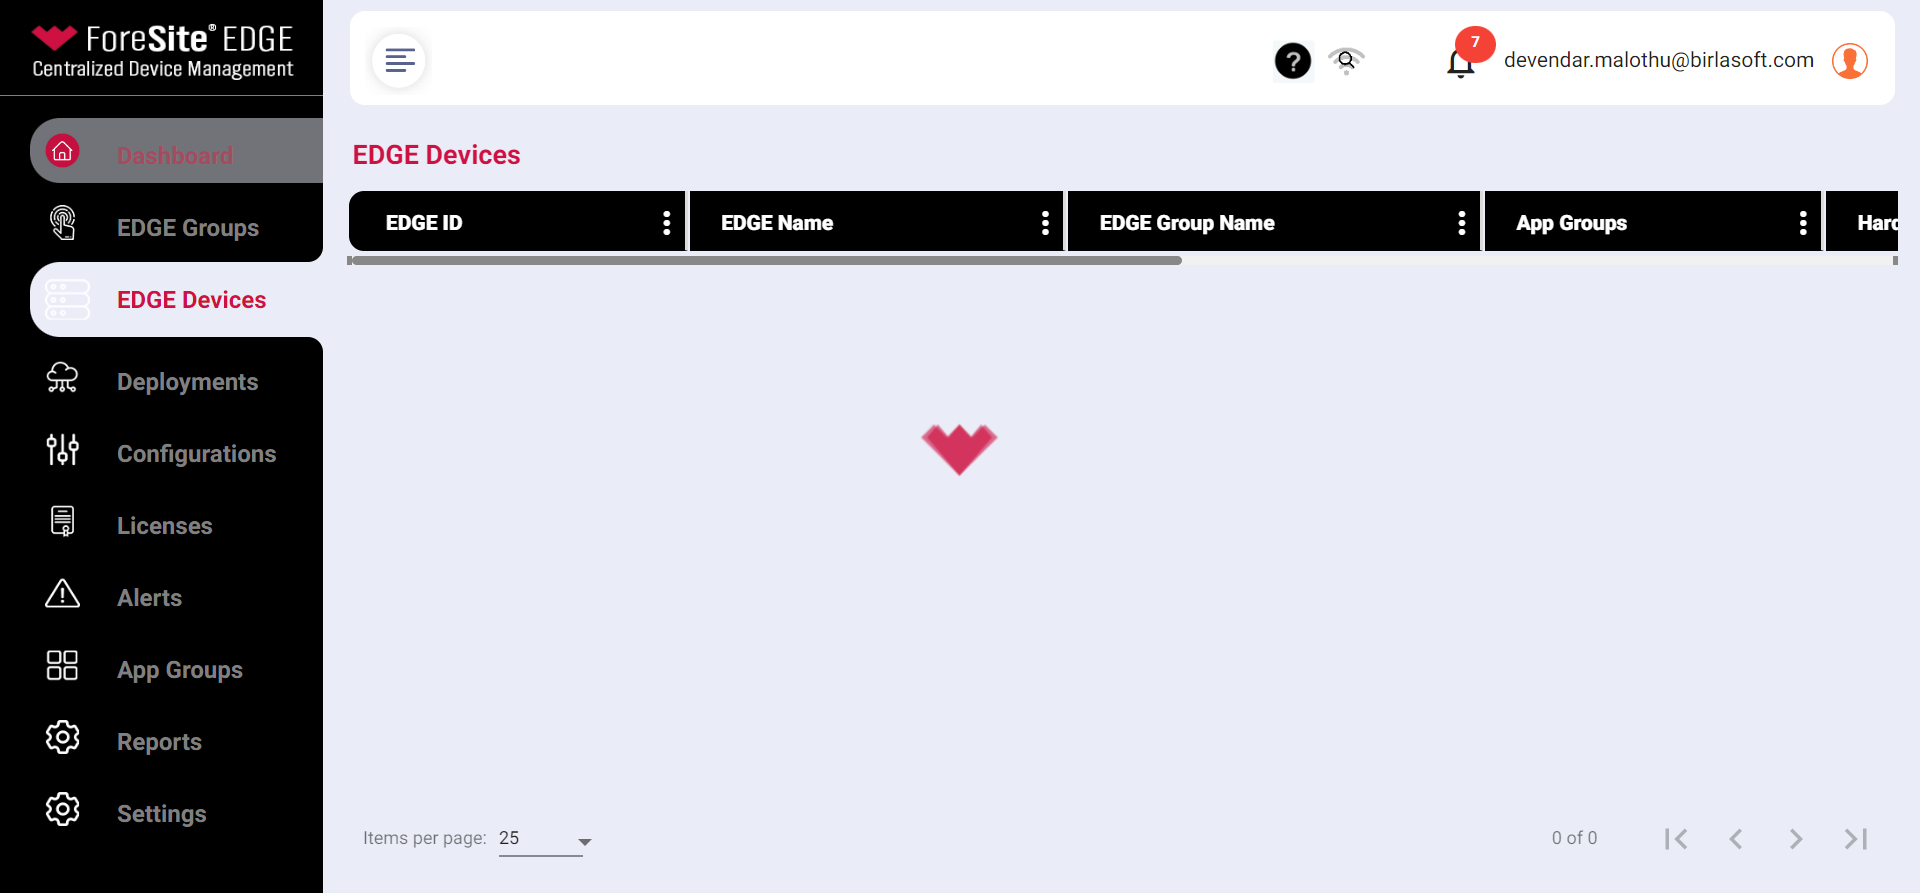 ForeSite® EDGE
Centralized Device Management
Dashboard
EDGE Groups
EDGE Devices
Deployments
Configurations
Licenses
Alerts
App Groups
Reports
Settings
?
7
devendar.malothu@birlasoft.com
EDGE Devices
EDGE ID EDGE Name EDGE Group Name App Groups Hard
Items per page: 25
0 of 0